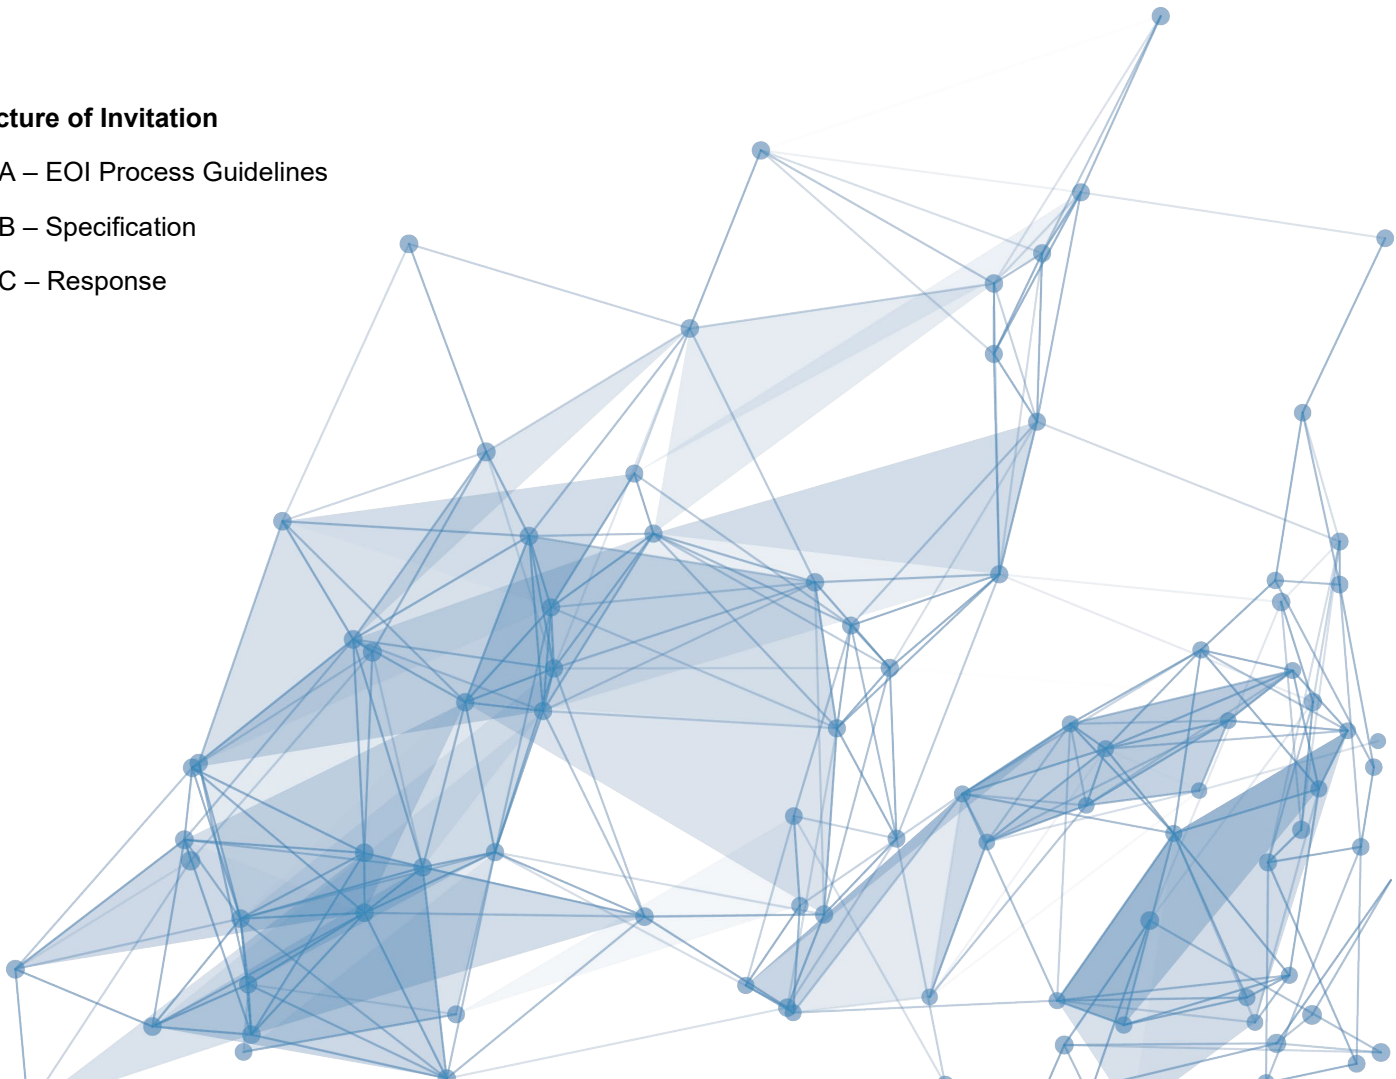 cture of Invitation
A – EOI Process Guidelines
B – Specification
C – Response